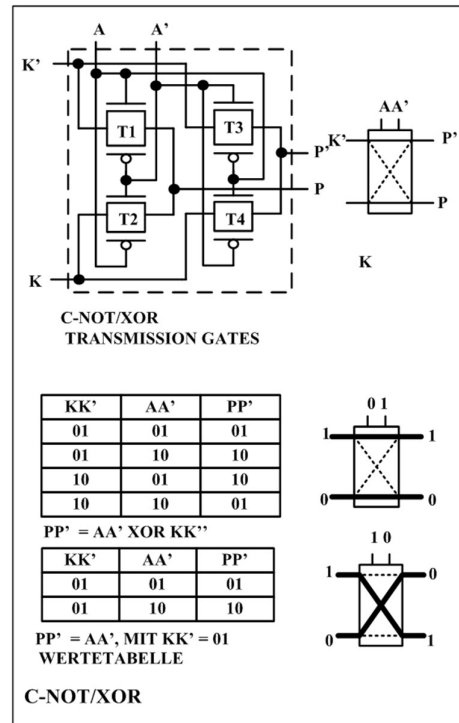 A A'
K'
T1 T3
P'
P
T2 T4
K
C-NOT/XOR
TRANSMISSION GATES
AA'
K' P'
P
K
KK' AA' PP'
01 01 01
01 10 10
10 01 10
10 10 01
PP' = AA' XOR KK''
KK' AA' PP'
01 01 01
01 10 10
PP' = AA', MIT KK' = 01
WERTETABELLE
0 1
1 1
0 0
1 0
1 0
0 1
C-NOT/XOR